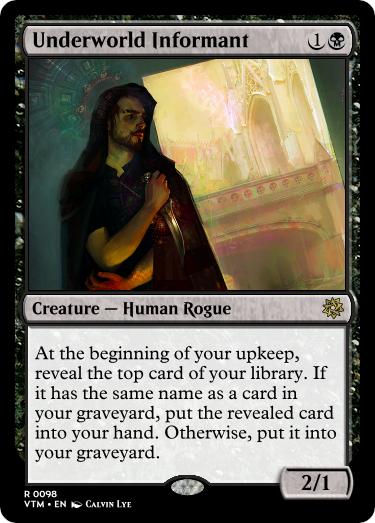 Underworld Informant
1
Creature — Human Rogue
At the beginning of your upkeep,
reveal the top card of your library. If
it has the same name as a card in
your graveyard, put the revealed card
into your hand. Otherwise, put it into
your graveyard.
2/1
R 0098
VTM • EN Calvin Lye